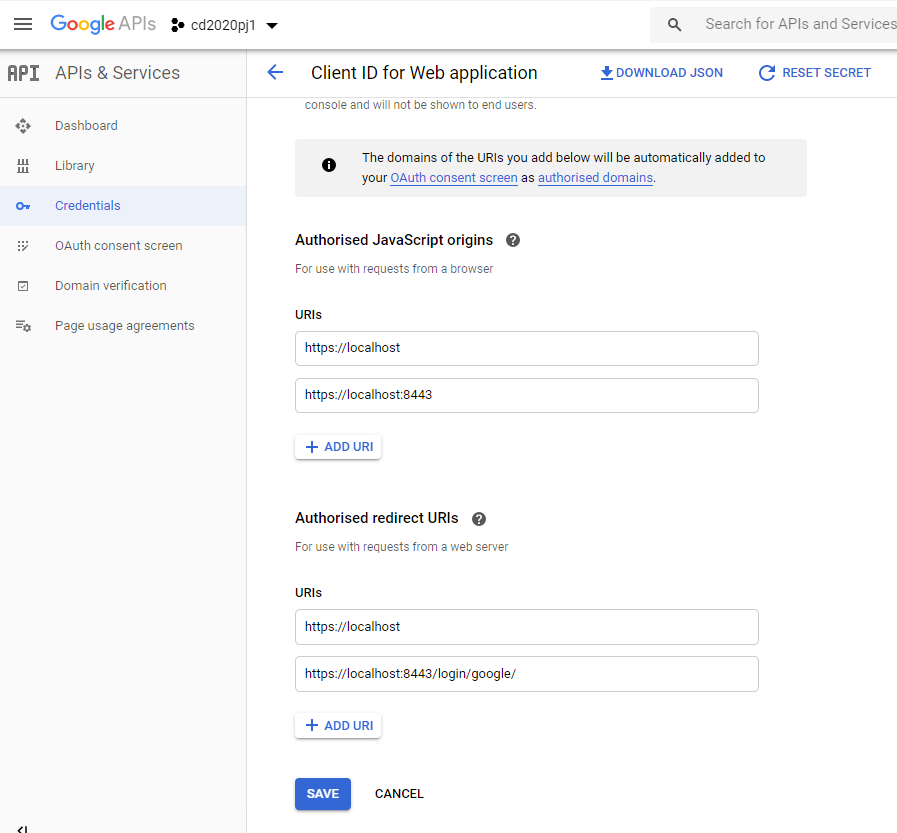 Google APIs
cd2020pj1
Search for APIs and Services
API
APIs & Services
Client ID for Web application
DOWNLOAD JSON
RESET SECRET
Dashboard
Library
Credentials
OAuth consent screen
Domain verification
Page usage agreements
console and will not be shown to end users.
The domains of the URIs you add below will be automatically added to
your OAuth consent screen as authorised domains.
Authorised JavaScript origins
For use with requests from a browser
URIs
https://localhost
https://localhost:8443
ADD URI
Authorised redirect URIs
For use with requests from a web server
URIs
https://localhost
https://localhost:8443/login/google/
ADD URI
SAVE
CANCEL